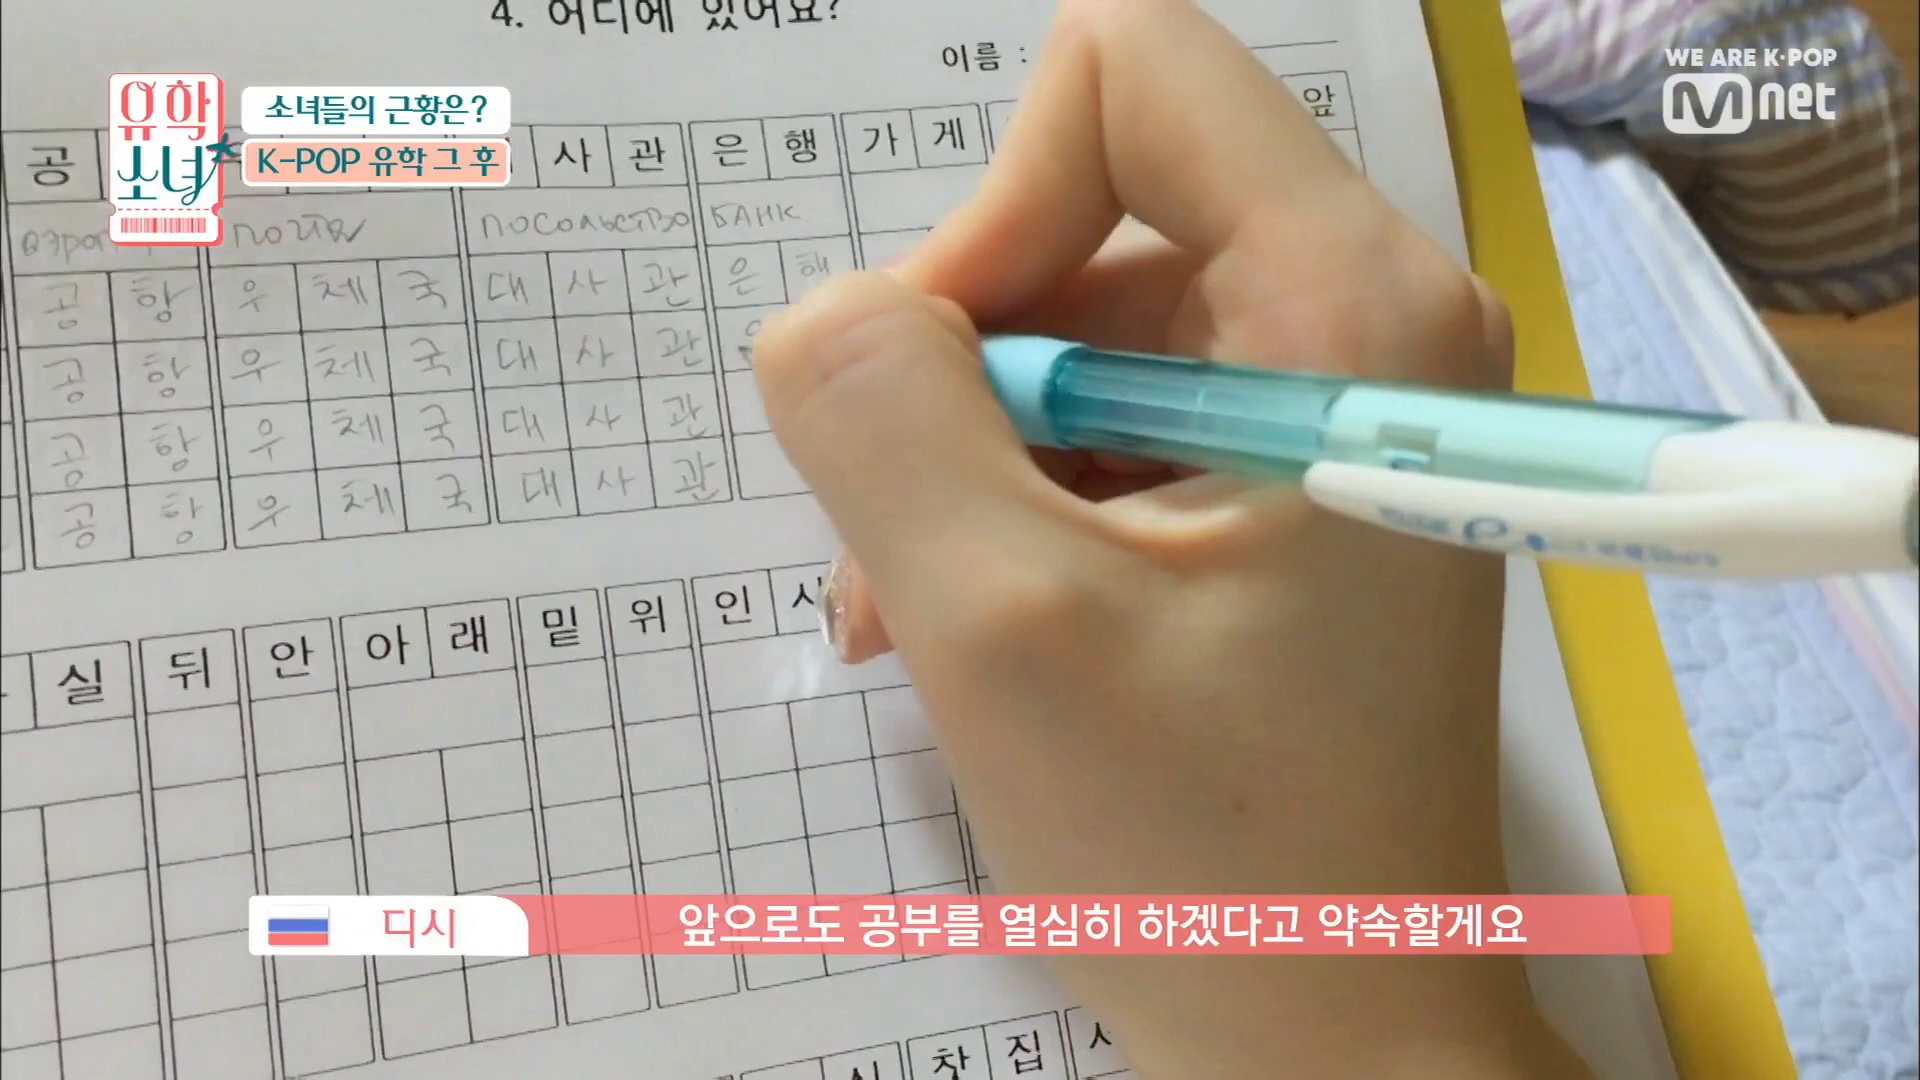 4. 어디에 있어요?
이름 :
WE ARE K-POP
Mnet
유학
소녀
소녀들의 근황은?
K-POP 유학 그 후
공 사 관 은 행 가 게 앞
почта посольство БАНК
공 항 우 체 국 대 사 관 은 해
공 항 우 체 국 대 사 관
공 항 우 체 국 대 사 관
공 항 우 체 국 대 사 관
실 뒤 안 아 래 밑 위 인 사
디시
앞으로도 공부를 열심히 하겠다고 약속할게요
찻 집